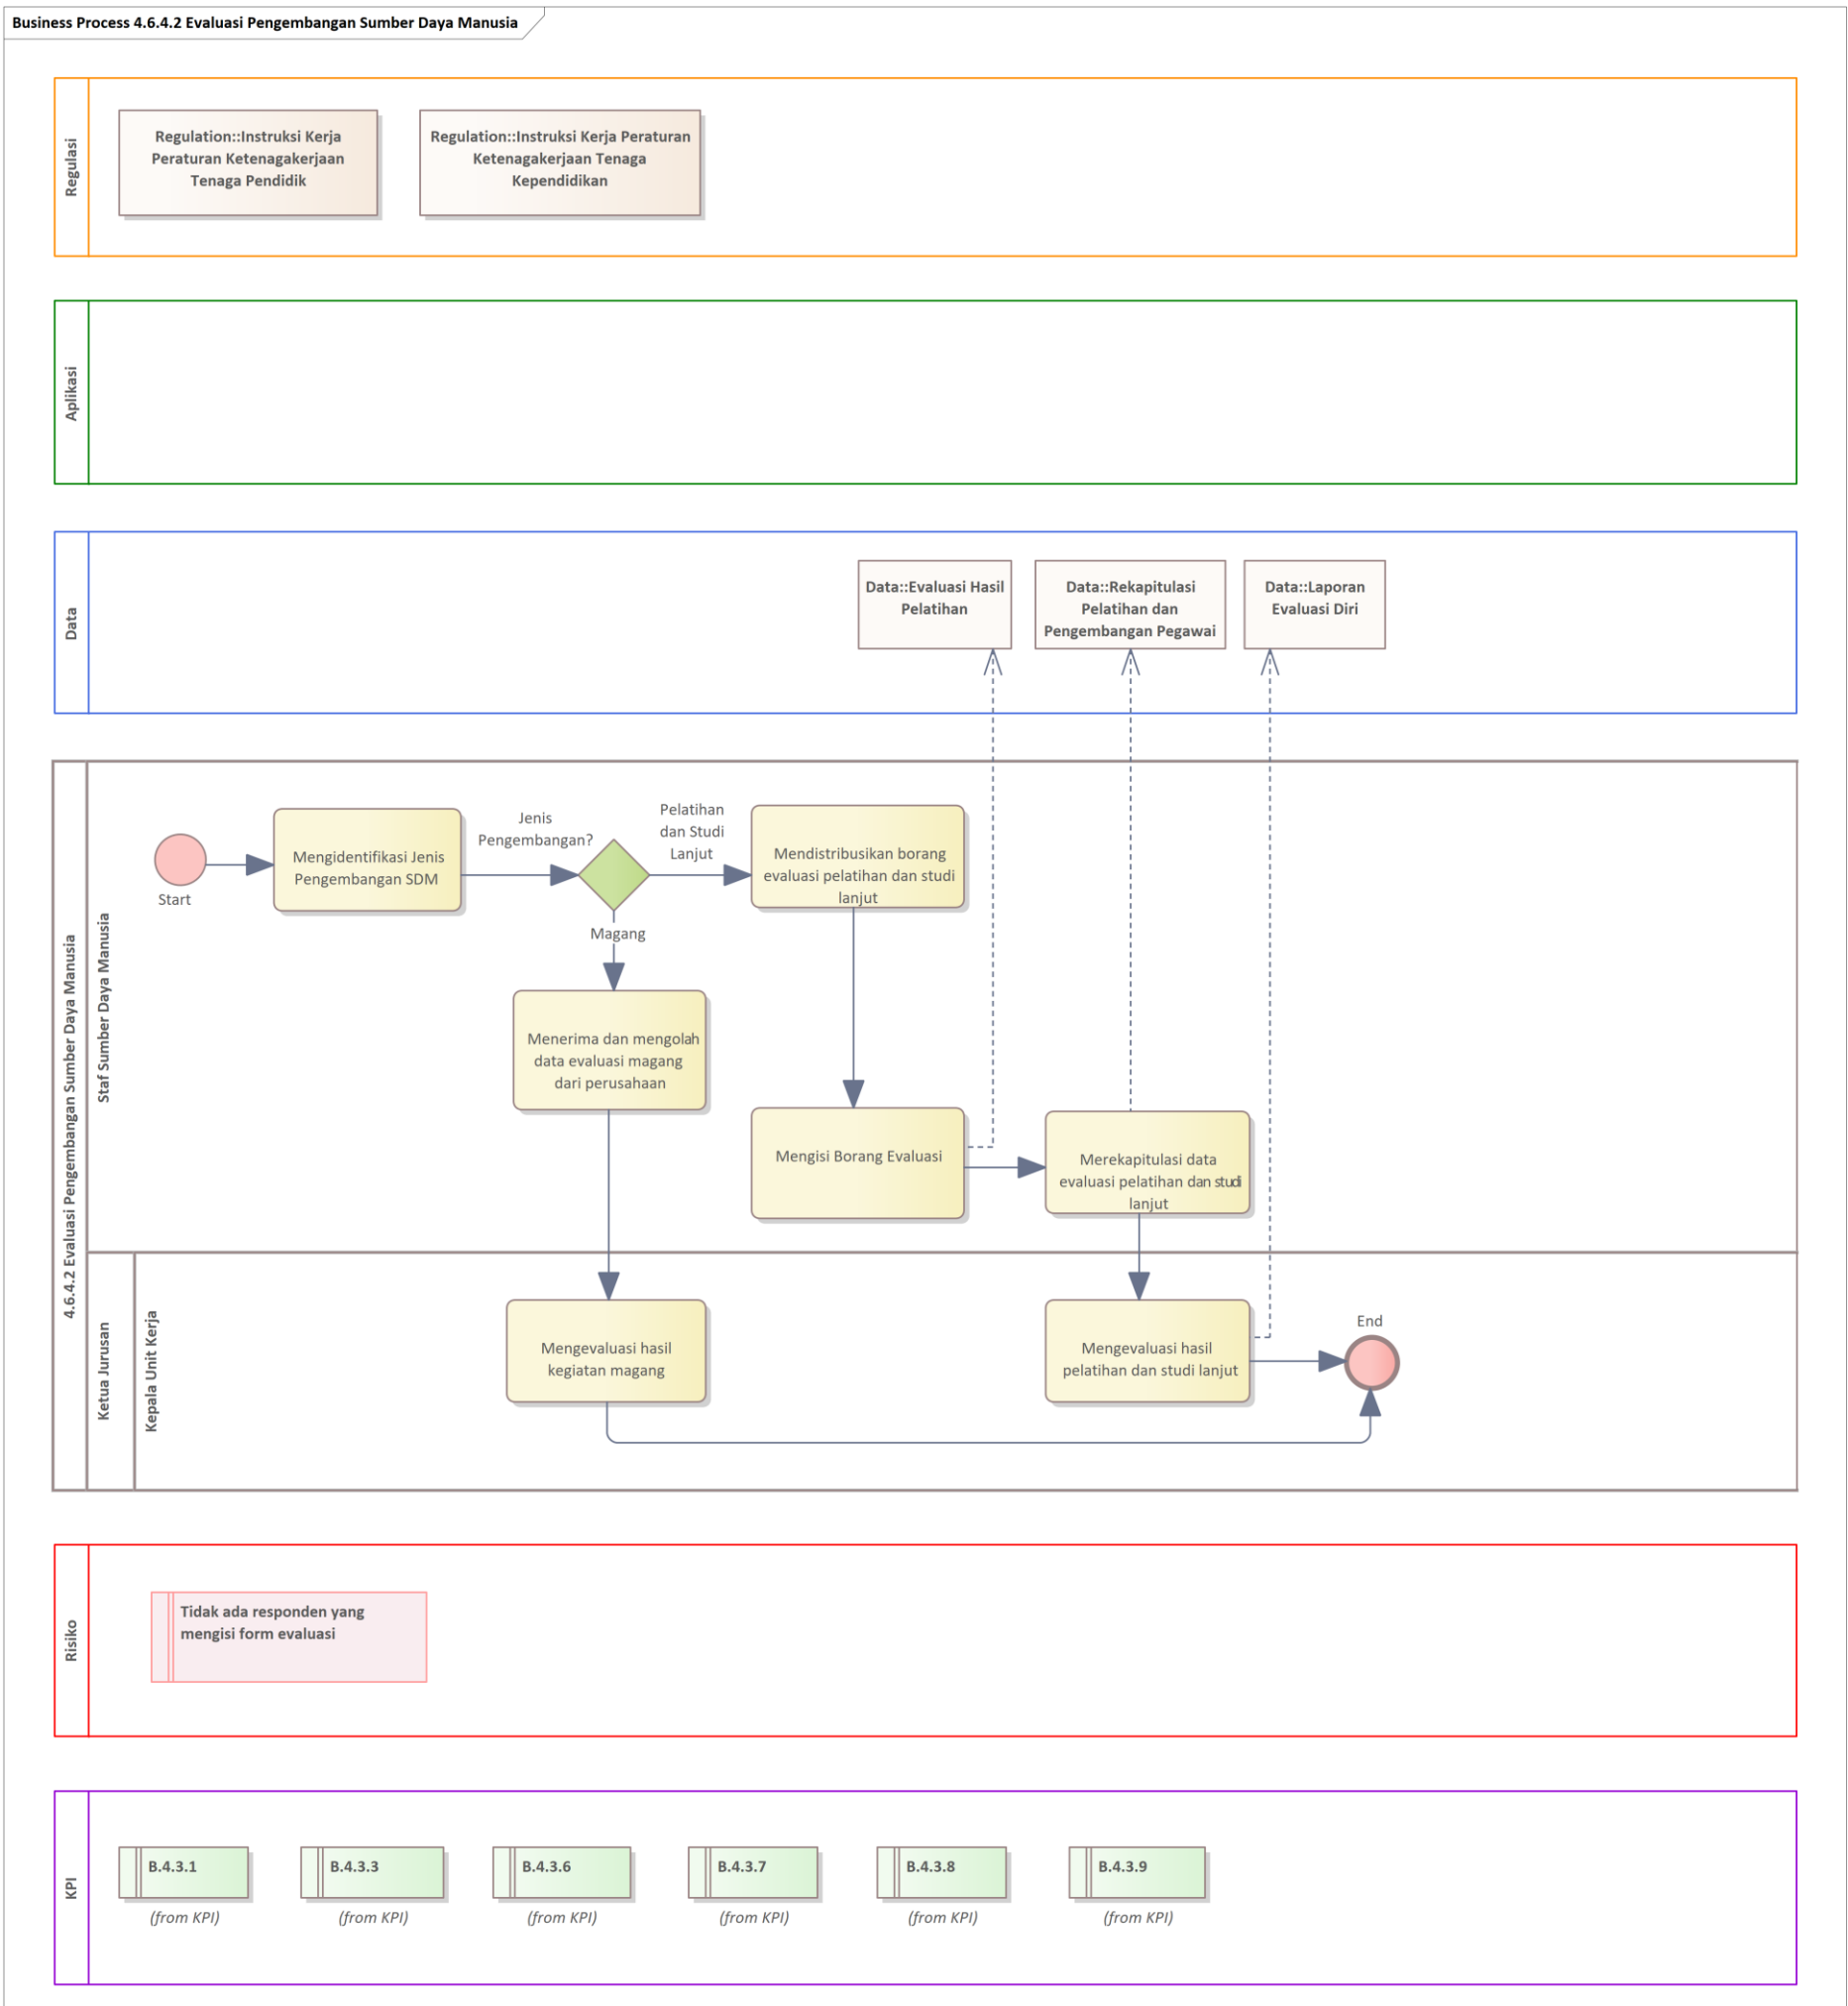 Business Process 4.6.4.2 Evaluasi Pengembangan Sumber Daya Manusia
Regulasi
Regulation::Instruksi Kerja
Peraturan Ketenagakerjaan
Tenaga Pendidik
Regulation::Instruksi Kerja Peraturan
Ketenagakerjaan Tenaga
Kependidikan
Aplikasi
Data
Data::Evaluasi Hasil
Pelatihan
Data::Rekapitulasi
Pelatihan dan
Pengembangan Pegawai
Data::Laporan
Evaluasi Diri
4.6.4.2 Evaluasi Pengembangan Sumber Daya Manusia
Staf Sumber Daya Manusia
Start
Mengidentifikasi Jenis
Pengembangan SDM
Jenis
Pengembangan?
Pelatihan
dan Studi
Lanjut
Mendistribusikan borang
evaluasi pelatihan dan studi
lanjut
Magang
Menerima dan mengolah
data evaluasi magang
dari perusahaan
Mengisi Borang Evaluasi
Merekapitulasi data
evaluasi pelatihan dan studi
lanjut
Ketua Jurusan
Kepala Unit Kerja
Mengevaluasi hasil
kegiatan magang
Mengevaluasi hasil
pelatihan dan studi lanjut
End
Risiko
Tidak ada responden yang
mengisi form evaluasi
KPI
B.4.3.1
(from KPI)
B.4.3.3
(from KPI)
B.4.3.6
(from KPI)
B.4.3.7
(from KPI)
B.4.3.8
(from KPI)
B.4.3.9
(from KPI)